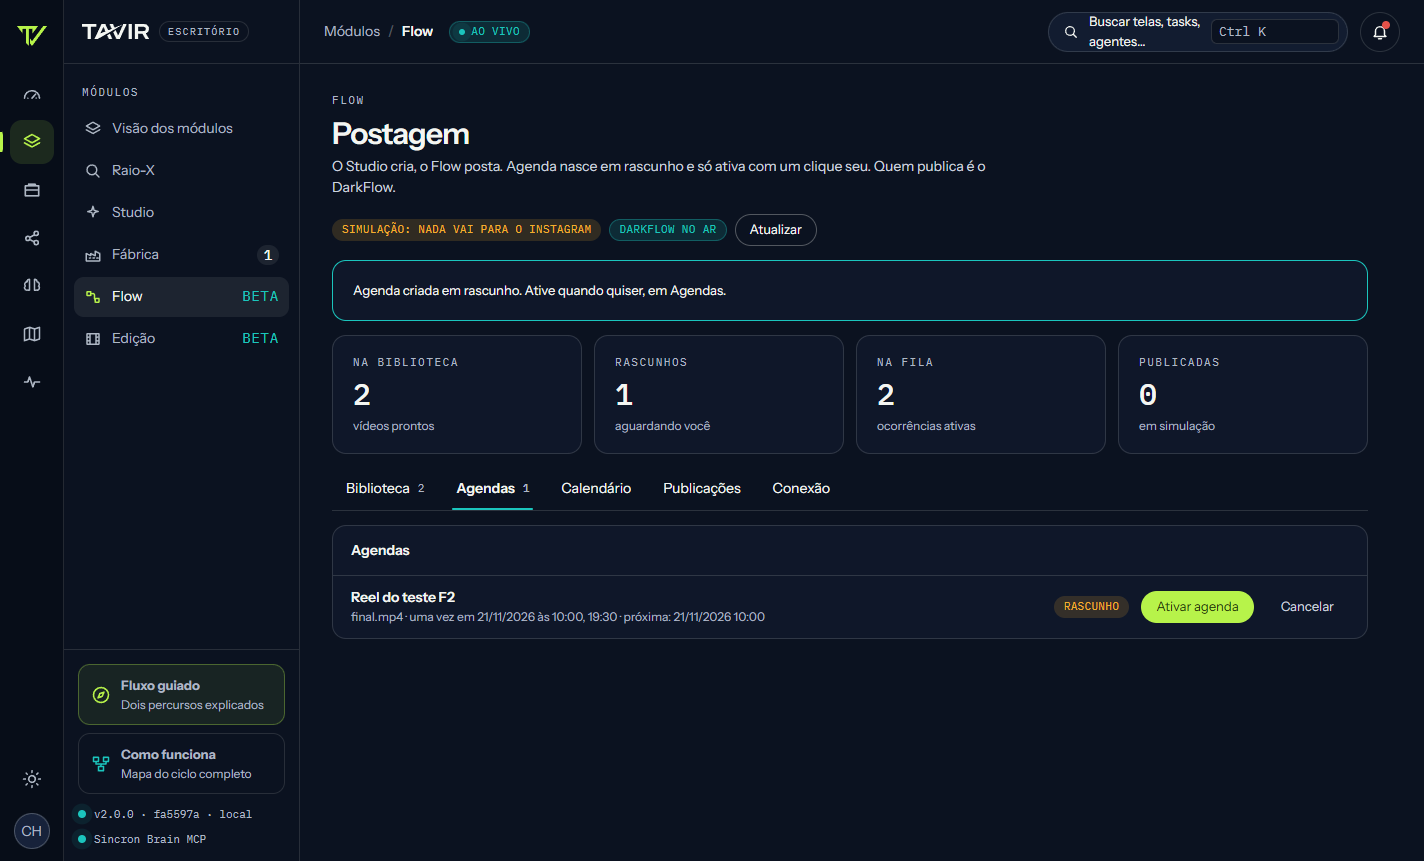 TAVIR ESCRITÓRIO
Módulos / Flow AO VIVO
Buscar telas, tasks,
agentes... Ctrl K
MÓDULOS
Visão dos módulos
Raio-X
Studio
Fábrica 1
Flow BETA
Edição BETA
FLOW
Postagem
O Studio cria, o Flow posta. Agenda nasce em rascunho e só ativa com um clique seu. Quem publica é o
DarkFlow.
SIMULAÇÃO: NADA VAI PARA O INSTAGRAM DARKFLOW NO AR Atualizar
Agenda criada em rascunho. Ative quando quiser, em Agendas.
NA BIBLIOTECA
2
vídeos prontos
RASCUNHOS
1
aguardando você
NA FILA
2
ocorrências ativas
PUBLICADAS
0
em simulação
Biblioteca 2 Agendas 1 Calendário Publicações Conexão
Agendas
Reel do teste F2
final.mp4 · uma vez em 21/11/2026 às 10:00, 19:30 · próxima: 21/11/2026 10:00
RASCUNHO Ativar agenda Cancelar
Fluxo guiado
Dois percursos explicados
Como funciona
Mapa do ciclo completo
v2.0.0 · fa5597a · local
Sincron Brain MCP
CH